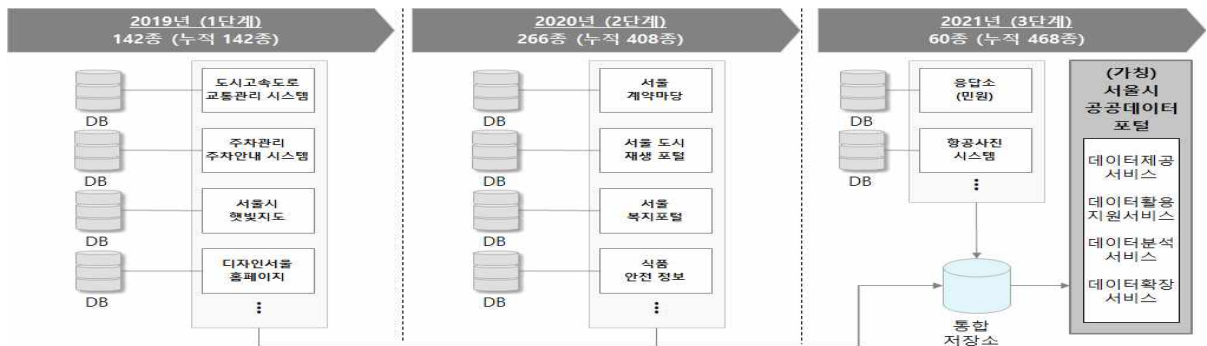 2019년 (1단계)
142종 (누적 142종)
도시고속도로
교통관리 시스템
DB
주차관리
주차안내 시스템
DB
서울시
햇빛지도
DB
디자인서울
홈페이지
DB
2020년 (2단계)
266종 (누적 408종)
서울
계약마당
DB
서울 도시
재생 포털
DB
서울
복지포털
DB
식품
안전 정보
DB
2021년 (3단계)
60종 (누적 468종)
응답소
(민원)
DB
항공사진
시스템
DB
통합
저장소
(가칭)
서울시
공공데이터
포털
데이터제공
서비스
데이터활용
지원서비스
데이터분석
서비스
데이터확장
서비스